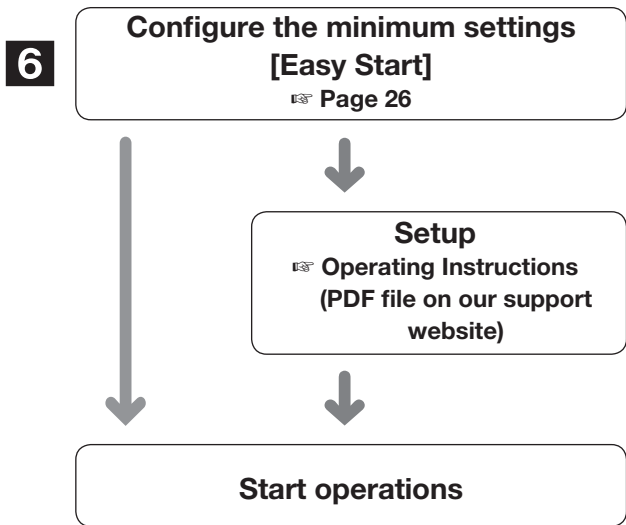 6
Configure the minimum settings
[Easy Start]
☞ Page 26
Setup
☞ Operating Instructions
(PDF file on our support
website)
Start operations